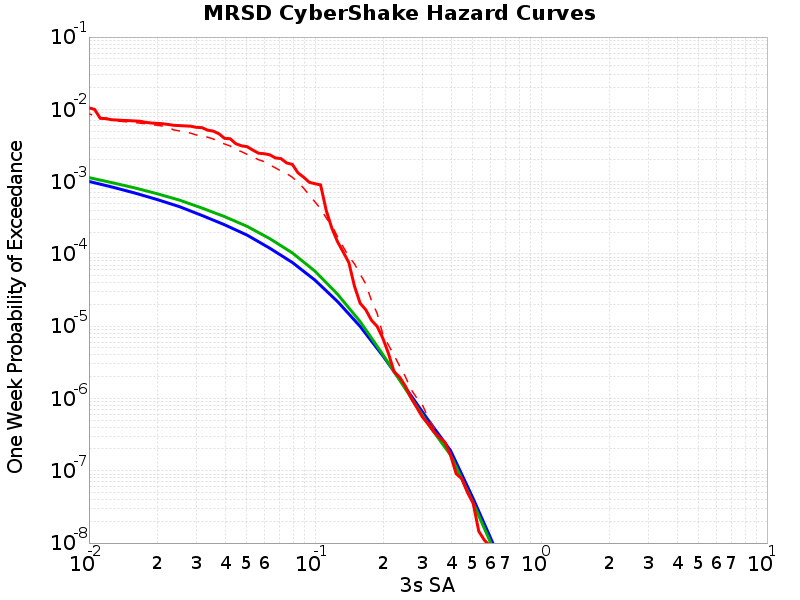 MRSD CyberShake Hazard Curves
One Week Probability of Exceedance
10^-1
10^-2
10^-3
10^-4
10^-5
10^-6
10^-7
10^-8
10^-2 2 3 4 5 6 10^-1 2 3 4 5 6 7 10^0 2 3 4 5 6 7 10^1
3s SA